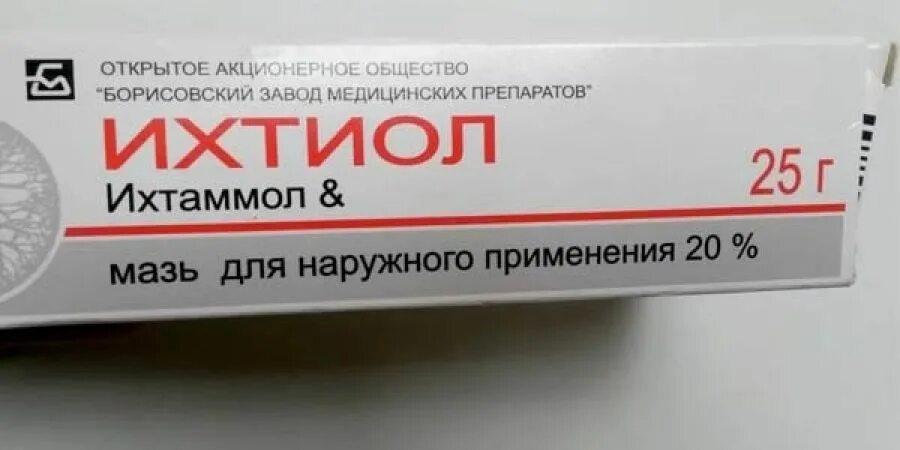 ОТКРЫТОЕ АКЦИОНЕРНОЕ ОБЩЕСТВО
"БОРИСОВСКИЙ ЗАВОД МЕДИЦИНСКИХ ПРЕПАРАТОВ"
ИХТИОЛ
Ихтаммол &
25 г
мазь для наружного применения 20 %